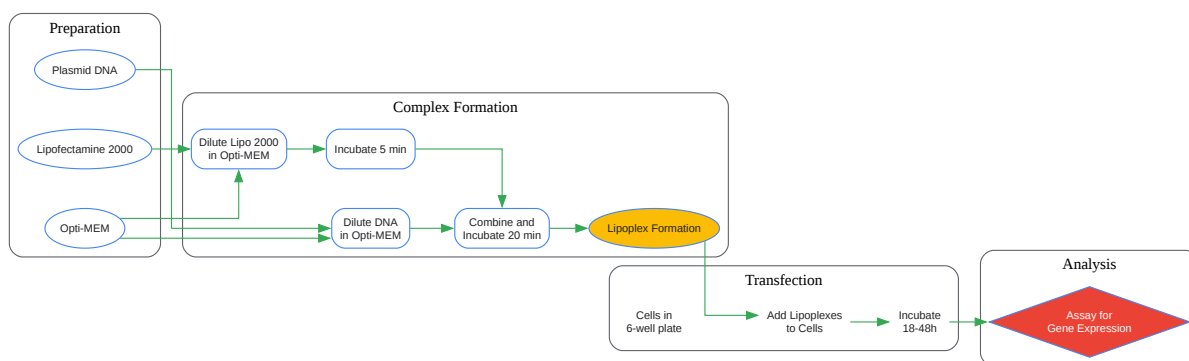 Preparation
Plasmid DNA
Lipofectamine 2000
Opti-MEM
Complex Formation
Dilute Lipo 2000
in Opti-MEM
Incubate 5 min
Dilute DNA
in Opti-MEM
Combine and
Incubate 20 min
Lipoplex Formation
Transfection
Cells in
6-well plate
Add Lipoplexes
to Cells
Incubate
18-48h
Analysis
Assay for
Gene Expression